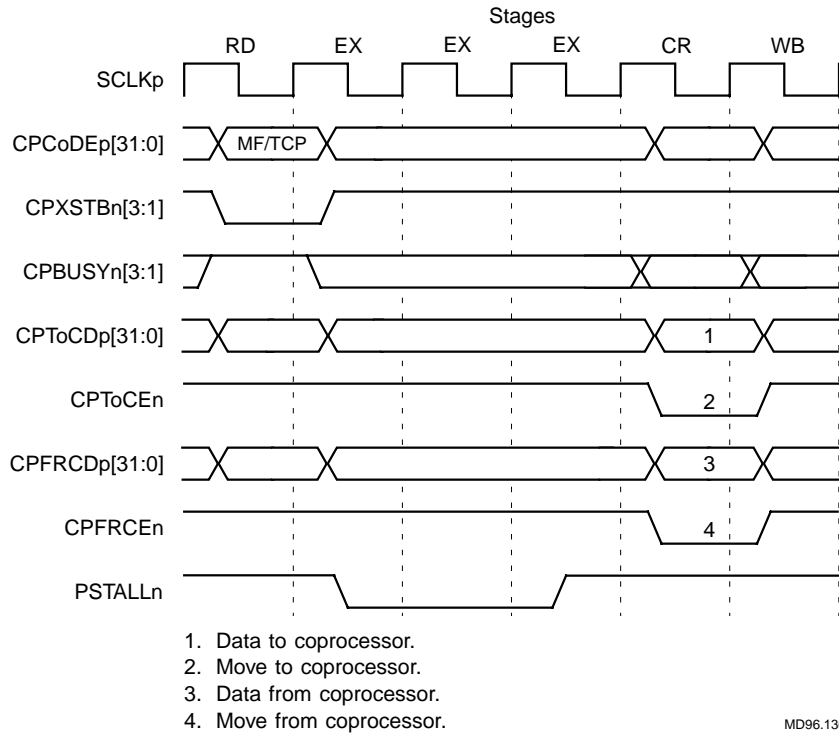 Stages
RD EX EX EX CR WB
SCLKp
CPCoDEp[31:0] MF/TCP
CPXSTBn[3:1]
CPBUSYn[3:1]
CPToCDp[31:0] 1
CPToCEn 2
CPFRCDp[31:0] 3
CPFRCEn 4
PSTALLn
1. Data to coprocessor.
2. Move to coprocessor.
3. Data from coprocessor.
4. Move from coprocessor.
MD96.13